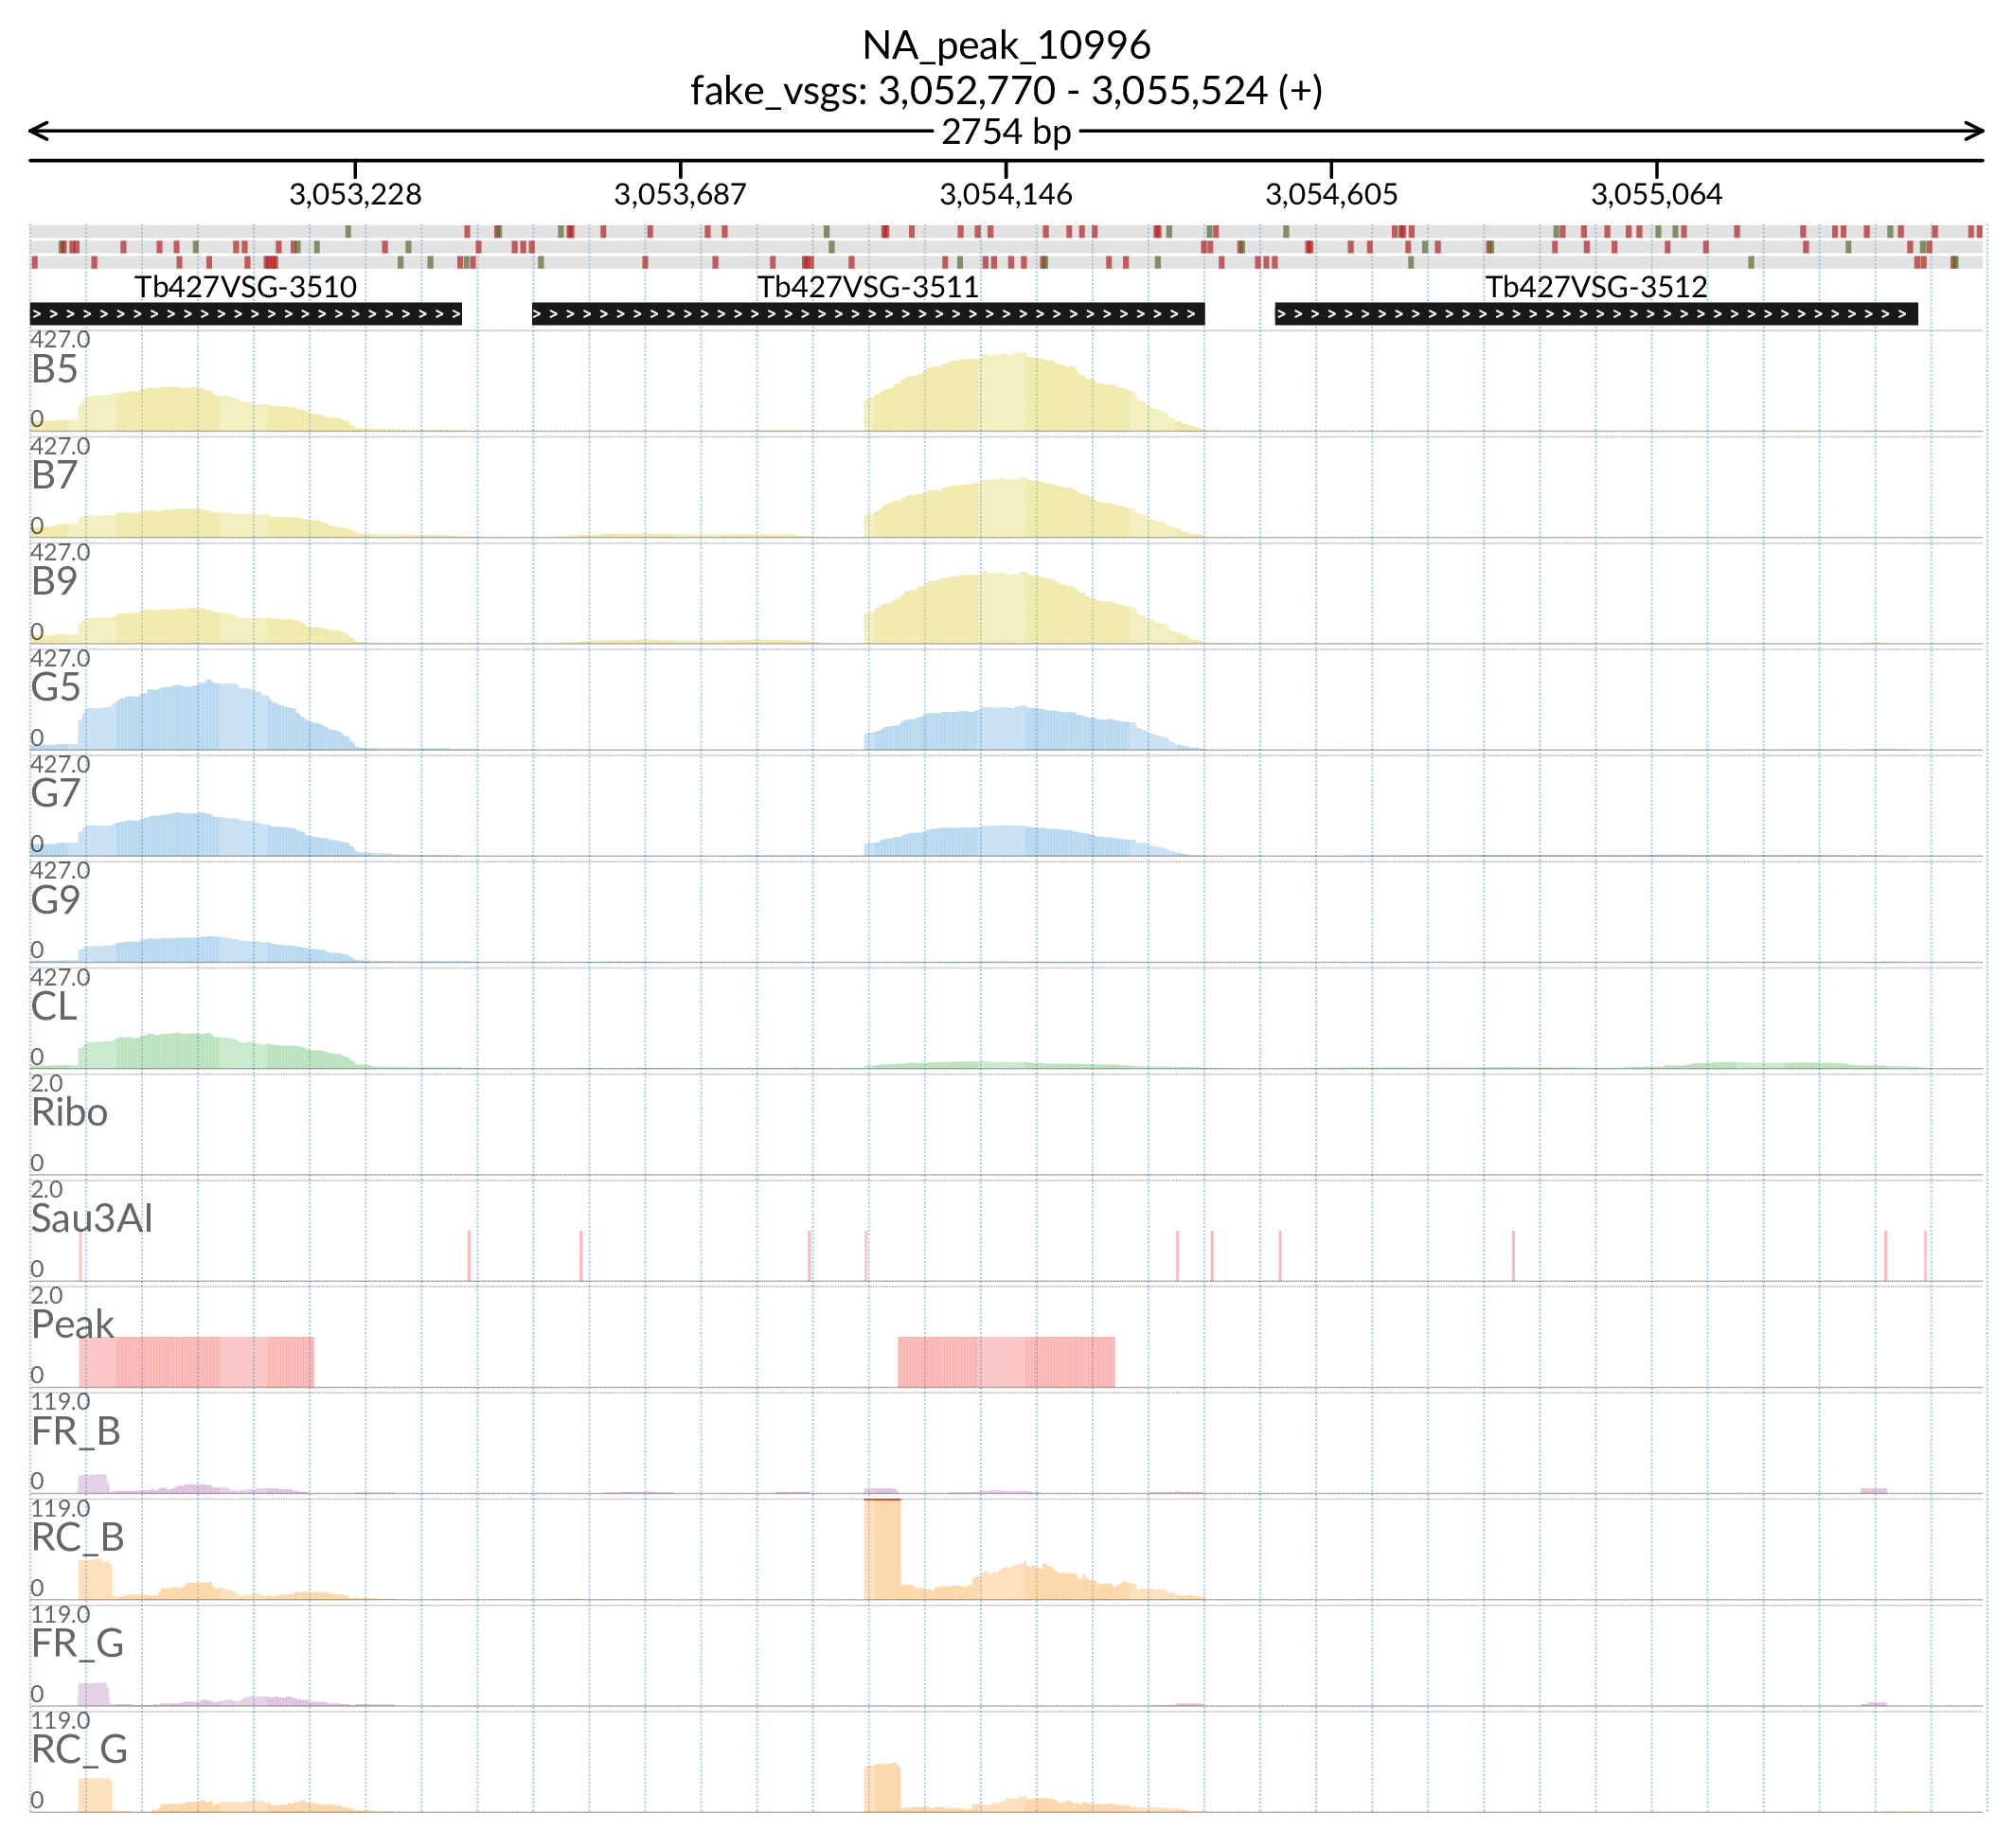 NA_peak_10996
fake_vsgs: 3,052,770 - 3,055,524 (+)
2754 bp
3,053,228 3,053,687 3,054,146 3,054,605 3,055,064
Tb427VSG-3510 Tb427VSG-3511 Tb427VSG-3512
427.0
B5
0
427.0
B7
0
427.0
B9
0
427.0
G5
0
427.0
G7
0
427.0
G9
0
427.0
CL
0
2.0
Ribo
0
2.0
Sau3AI
0
2.0
Peak
0
119.0
FR_B
0
119.0
RC_B
0
119.0
FR_G
0
119.0
RC_G
0